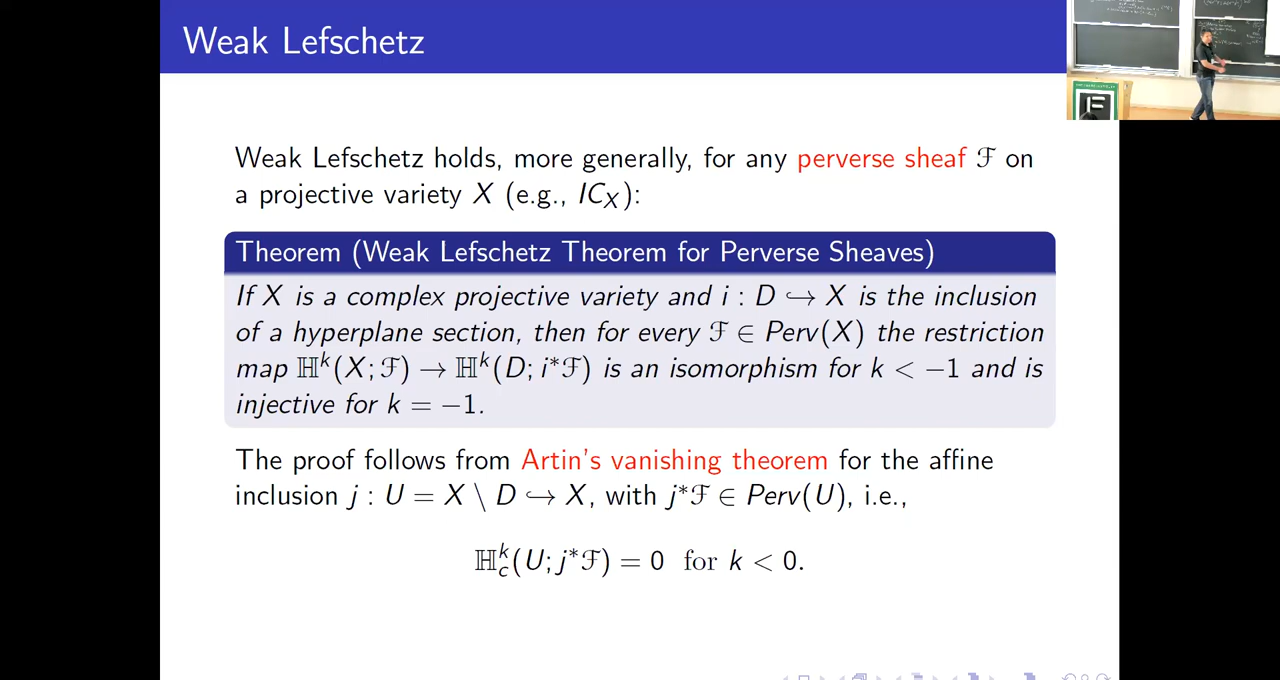 Weak Lefschetz
Weak Lefschetz holds, more generally, for any perverse sheaf ℱ on
a projective variety X (e.g., IC_X):
Theorem (Weak Lefschetz Theorem for Perverse Sheaves)
If X is a complex projective variety and i : D ↪ X is the inclusion
of a hyperplane section, then for every ℱ ∈ Perv(X) the restriction
map ℍ^k(X; ℱ) → ℍ^k(D; i*ℱ) is an isomorphism for k < −1 and is
injective for k = −1.
The proof follows from Artin's vanishing theorem for the affine
inclusion j : U = X \ D ↪ X, with j*ℱ ∈ Perv(U), i.e.,
ℍ_c^k(U; j*ℱ) = 0 for k < 0.